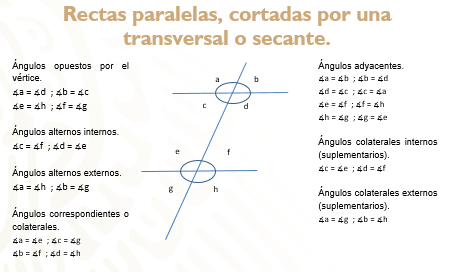 Rectas paralelas, cortadas por una
transversal o secante.
Ángulos opuestos por el
vértice.
∡a = ∡d ; ∡b = ∡c
∡e = ∡h ; ∡f = ∡g
Ángulos alternos internos.
∡c = ∡f ; ∡d = ∡e
Ángulos alternos externos.
∡a = ∡h ; ∡b = ∡g
Ángulos correspondientes o
colaterales.
∡a = ∡e ; ∡c = ∡g
∡b = ∡f ; ∡d = ∡h
a b
c d
e f
g h
Ángulos adyacentes.
∡a = ∡b ; ∡b = ∡d
∡d = ∡c ; ∡c = ∡a
∡e = ∡f ; ∡f = ∡h
∡h = ∡g ; ∡g = ∡e
Ángulos colaterales internos
(suplementarios).
∡c = ∡e ; ∡d = ∡f
Ángulos colaterales externos
(suplementarios).
∡a = ∡g ; ∡b = ∡h